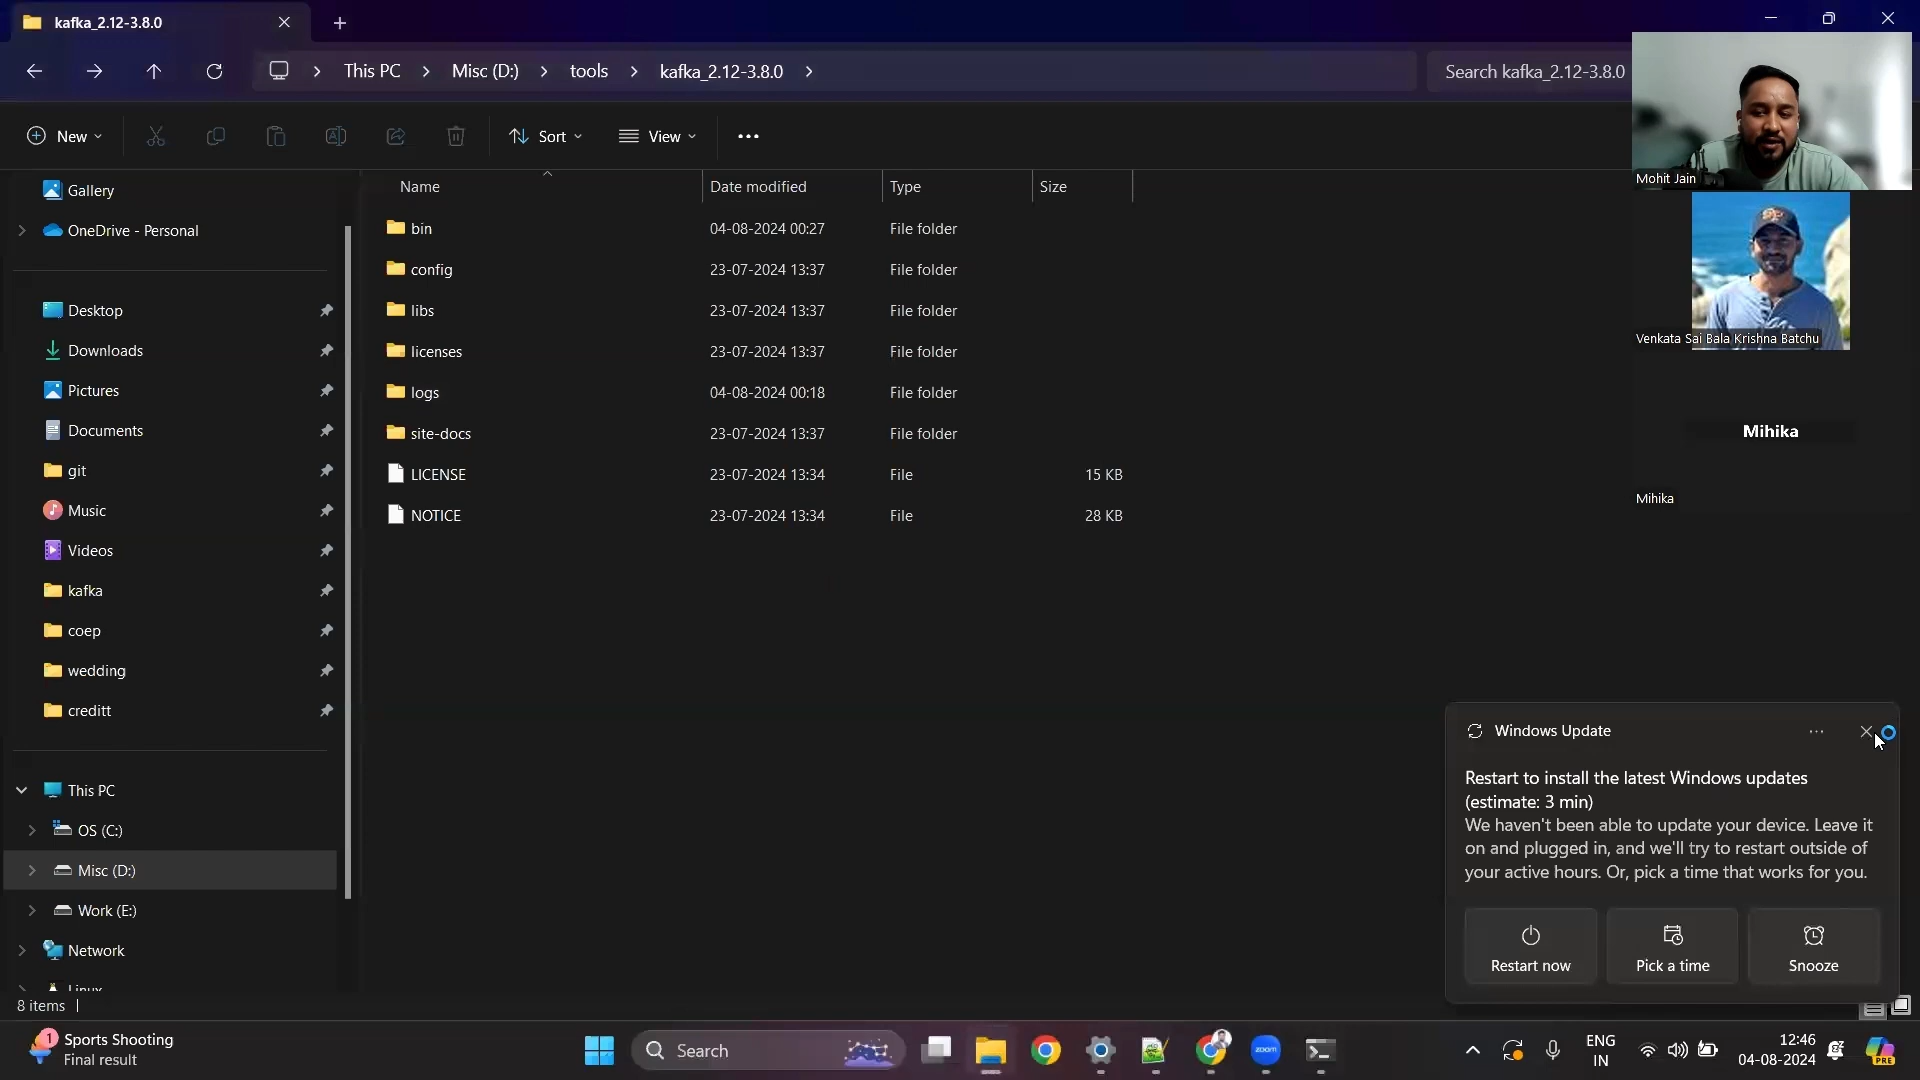 kafka_2.12-3.8.0
This PC
Misc (D:)
tools
kafka_2.12-3.8.0
Search kafka_2.12-3.8.0
New
Sort
View
Name
Date modified
Type
Size
Gallery
OneDrive - Personal
Desktop
Downloads
Pictures
Documents
git
Music
Videos
kafka
coep
wedding
creditt
This PC
OS (C:)
Misc (D:)
Work (E:)
Network
Linux
bin 04-08-2024 00:27 File folder
config 23-07-2024 13:37 File folder
libs 23-07-2024 13:37 File folder
licenses 23-07-2024 13:37 File folder
logs 04-08-2024 00:18 File folder
site-docs 23-07-2024 13:37 File folder
LICENSE 23-07-2024 13:34 File 15 KB
NOTICE 23-07-2024 13:34 File 28 KB
Mohit Jain
Venkata Sai Bala Krishna Batchu
Mihika
Mihika
Windows Update
Restart to install the latest Windows updates
(estimate: 3 min)
We haven't been able to update your device. Leave it
on and plugged in, and we'll try to restart outside of
your active hours. Or, pick a time that works for you.
Restart now
Pick a time
Snooze
8 items
1
Sports Shooting
Final result
Search
zoom
ENG
IN
12:46
04-08-2024
PRE